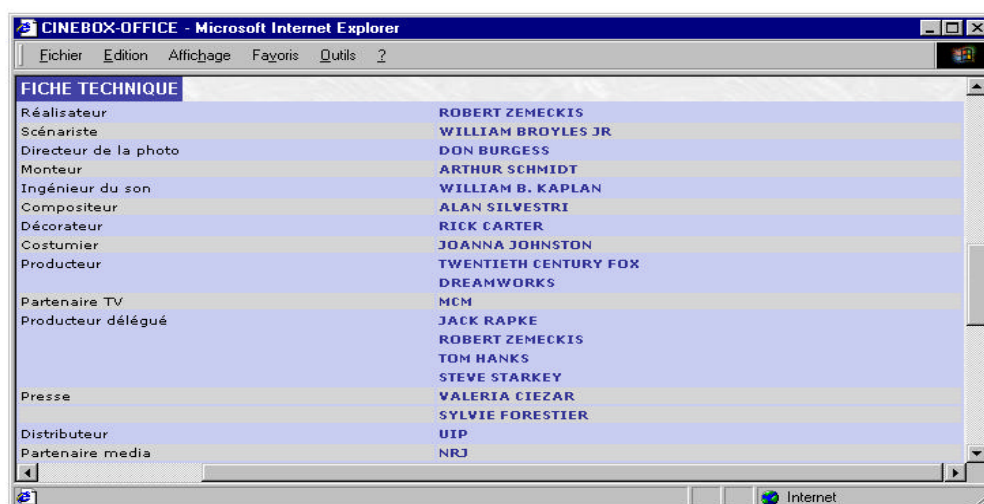 CINEBOX-OFFICE - Microsoft Internet Explorer
Fichier Edition Affichage Favoris Outils ?
FICHE TECHNIQUE
Réalisateur ROBERT ZEMECKIS
Scénariste WILLIAM BROYLES JR
Directeur de la photo DON BURGESS
Monteur ARTHUR SCHMIDT
Ingénieur du son WILLIAM B. KAPLAN
Compositeur ALAN SILVESTRI
Décorateur RICK CARTER
Costumier JOANNA JOHNSTON
Producteur TWENTIETH CENTURY FOX
DREAMWORKS
Partenaire TV MCM
Producteur délégué JACK RAPKE
ROBERT ZEMECKIS
TOM HANKS
STEVE STARKEY
Presse VALERIA CIEZAR
SYLVIE FORESTIER
Distributeur UIP
Partenaire media NRJ
Internet